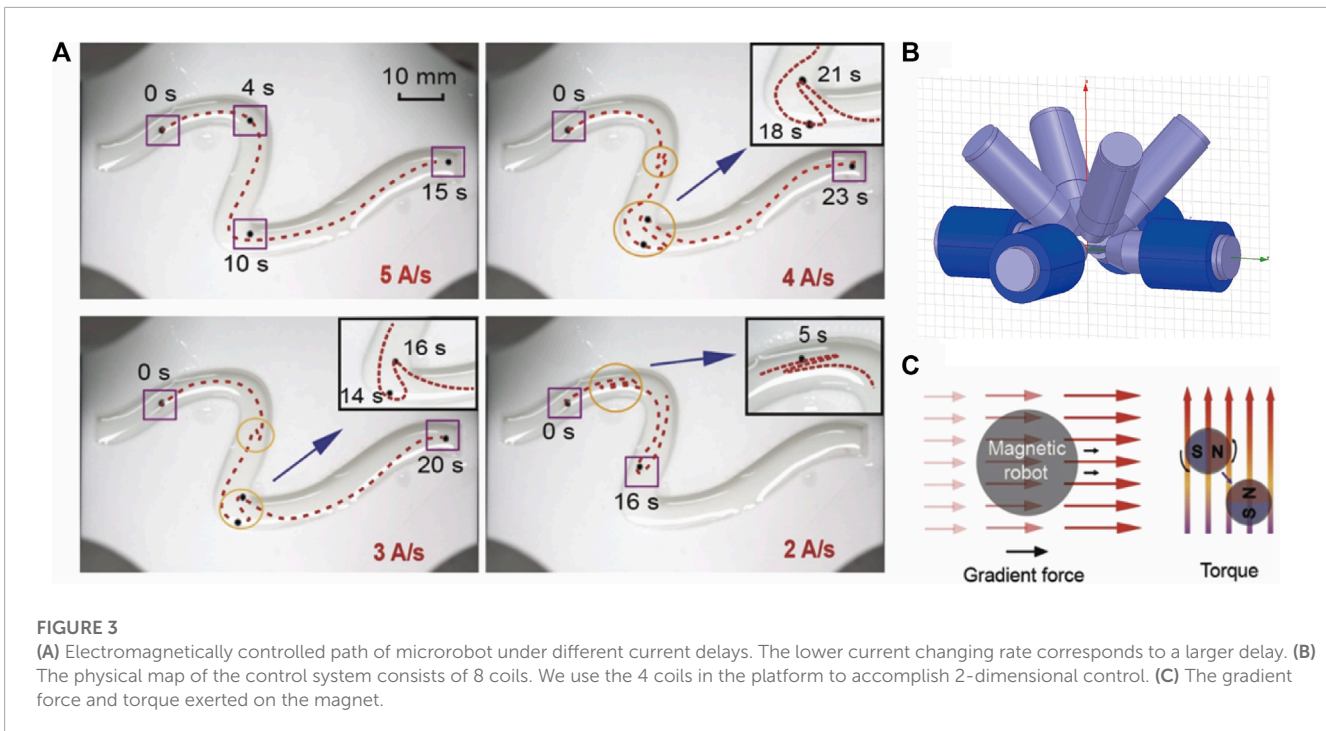 A
0 s
4 s
10 mm
10 s
15 s
5 A/s
0 s
21 s
18 s
23 s
4 A/s
0 s
16 s
14 s
20 s
3 A/s
5 s
0 s
16 s
2 A/s
B
C
Magnetic
robot
Gradient force
S N
S N
Torque
FIGURE 3
(A) Electromagnetically controlled path of microrobot under different current delays. The lower current changing rate corresponds to a larger delay. (B)
The physical map of the control system consists of 8 coils. We use the 4 coils in the platform to accomplish 2-dimensional control. (C) The gradient
force and torque exerted on the magnet.